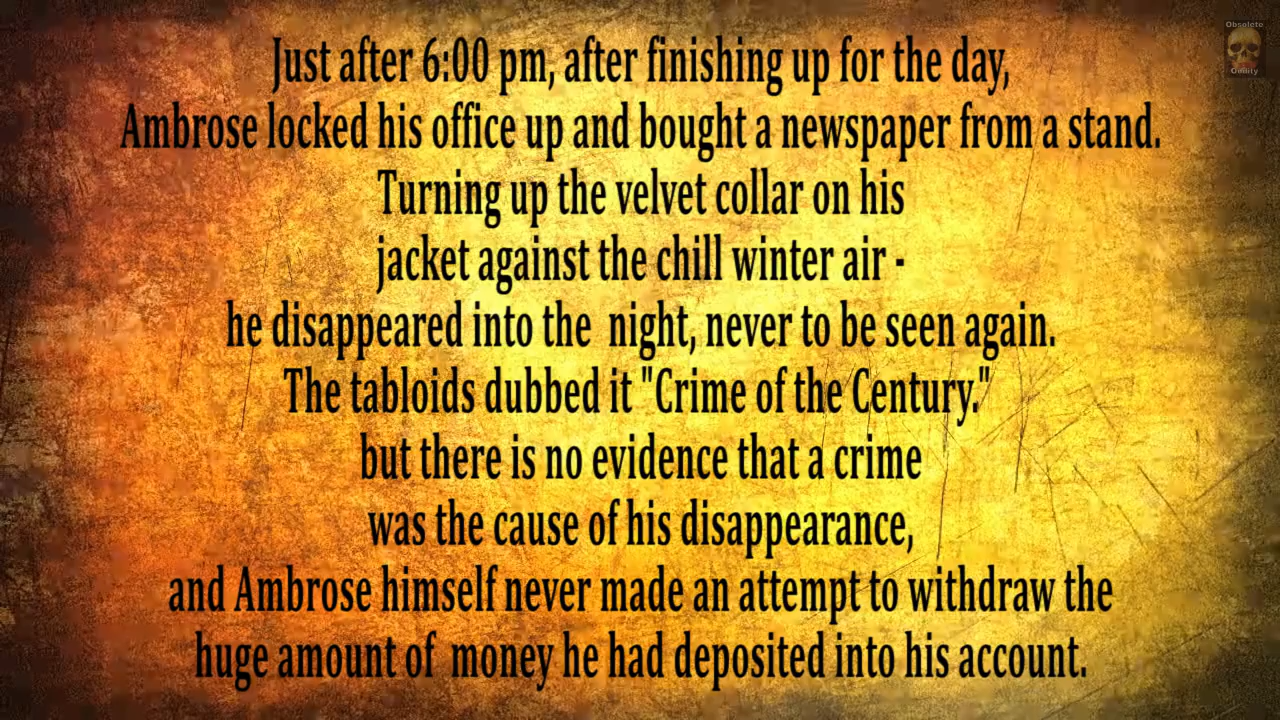 Just after 6:00 pm, after finishing up for the day,
Ambrose locked his office up and bought a newspaper from a stand.
Turning up the velvet collar on his
jacket against the chill winter air -
he disappeared into the  night, never to be seen again.
The tabloids dubbed it "Crime of the Century."
but there is no evidence that a crime
was the cause of his disappearance,
and Ambrose himself never made an attempt to withdraw the
huge amount of  money he had deposited into his account.
Obsolete
Oddity